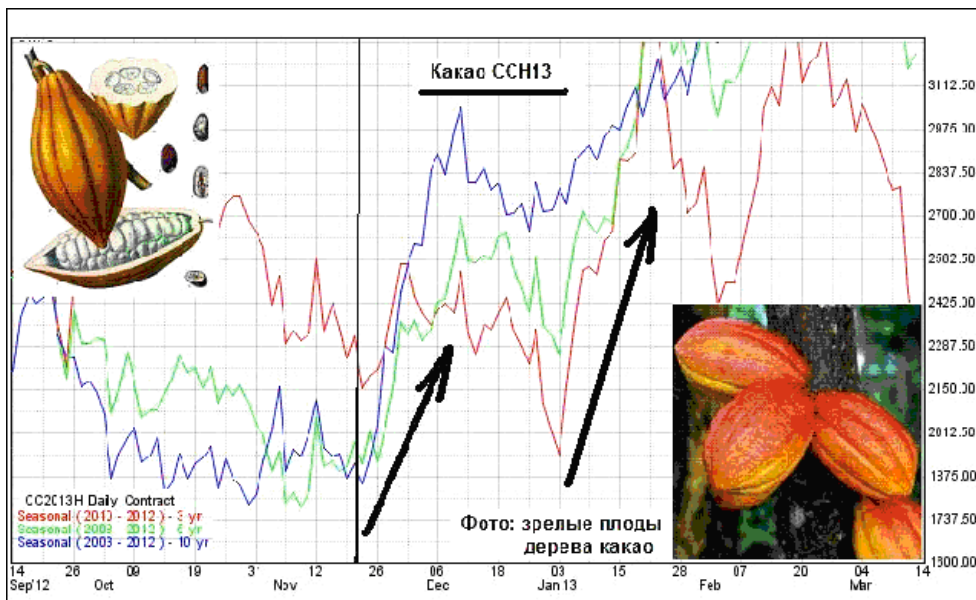 Какао CCH13
3112.50
2975.00
2837.50
2700.00
2562.50
2425.00
2287.50
2150.00
2012.50
1875.00
1737.50
1300.00
CC2013H Daily Contract
Seasonal (2010 - 2012) - 3 yr
Seasonal (2008 - 2012) - 5 yr
Seasonal (2003 - 2012) - 10 yr
Фото: зрелые плоды
дерева какао
14 26 09 19 31 12 26 06 18 03 15 28 07 20 04 14
Sep'12 Oct Nov Dec Jan13 Feb Mar